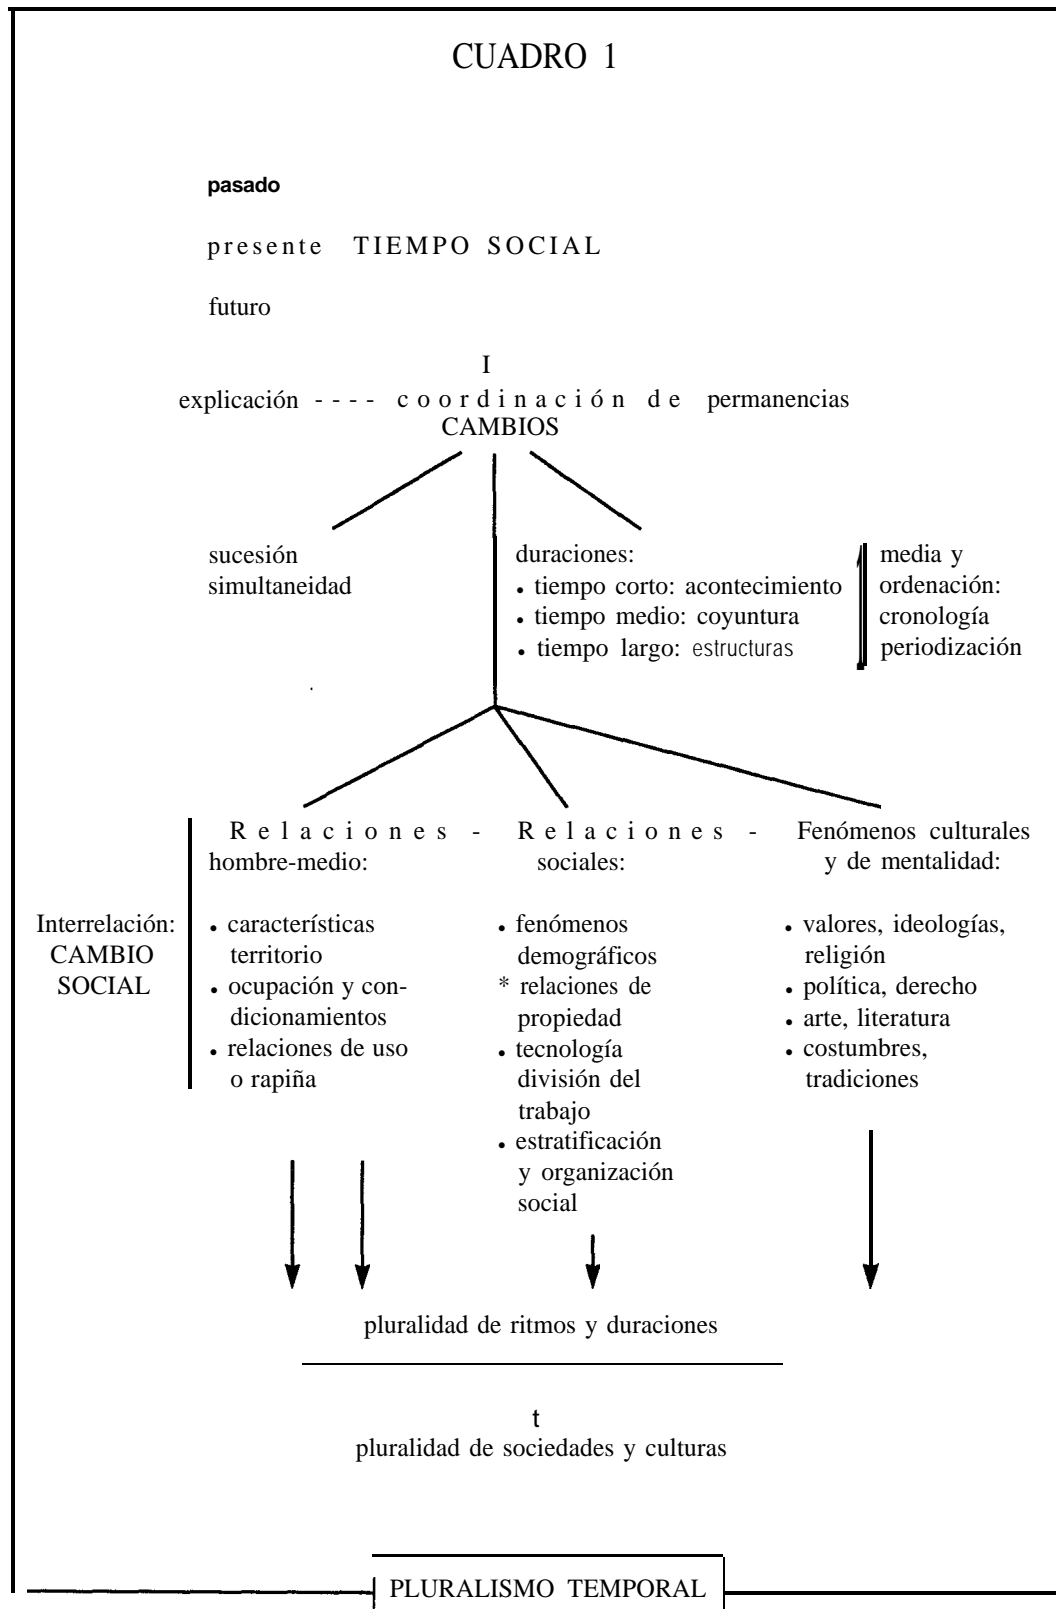 CUADRO 1
pasado
presente TIEMPO SOCIAL
futuro
I
explicación ---- coordinación de permanencias
CAMBIOS
sucesión
simultaneidad
duraciones:
• tiempo corto: acontecimiento
• tiempo medio: coyuntura
• tiempo largo: estructuras
media y
ordenación:
cronología
periodización
Interrelación:
CAMBIO
SOCIAL
Relaciones -
hombre-medio:
• características
territorio
• ocupación y con-
dicionamientos
• relaciones de uso
o rapiña
Relaciones -
sociales:
• fenómenos
demográficos
* relaciones de
propiedad
• tecnología
división del
trabajo
• estratificación
y organización
social
Fenómenos culturales
y de mentalidad:
• valores, ideologías,
religión
• política, derecho
• arte, literatura
• costumbres,
tradiciones
pluralidad de ritmos y duraciones
t
pluralidad de sociedades y culturas
PLURALISMO TEMPORAL